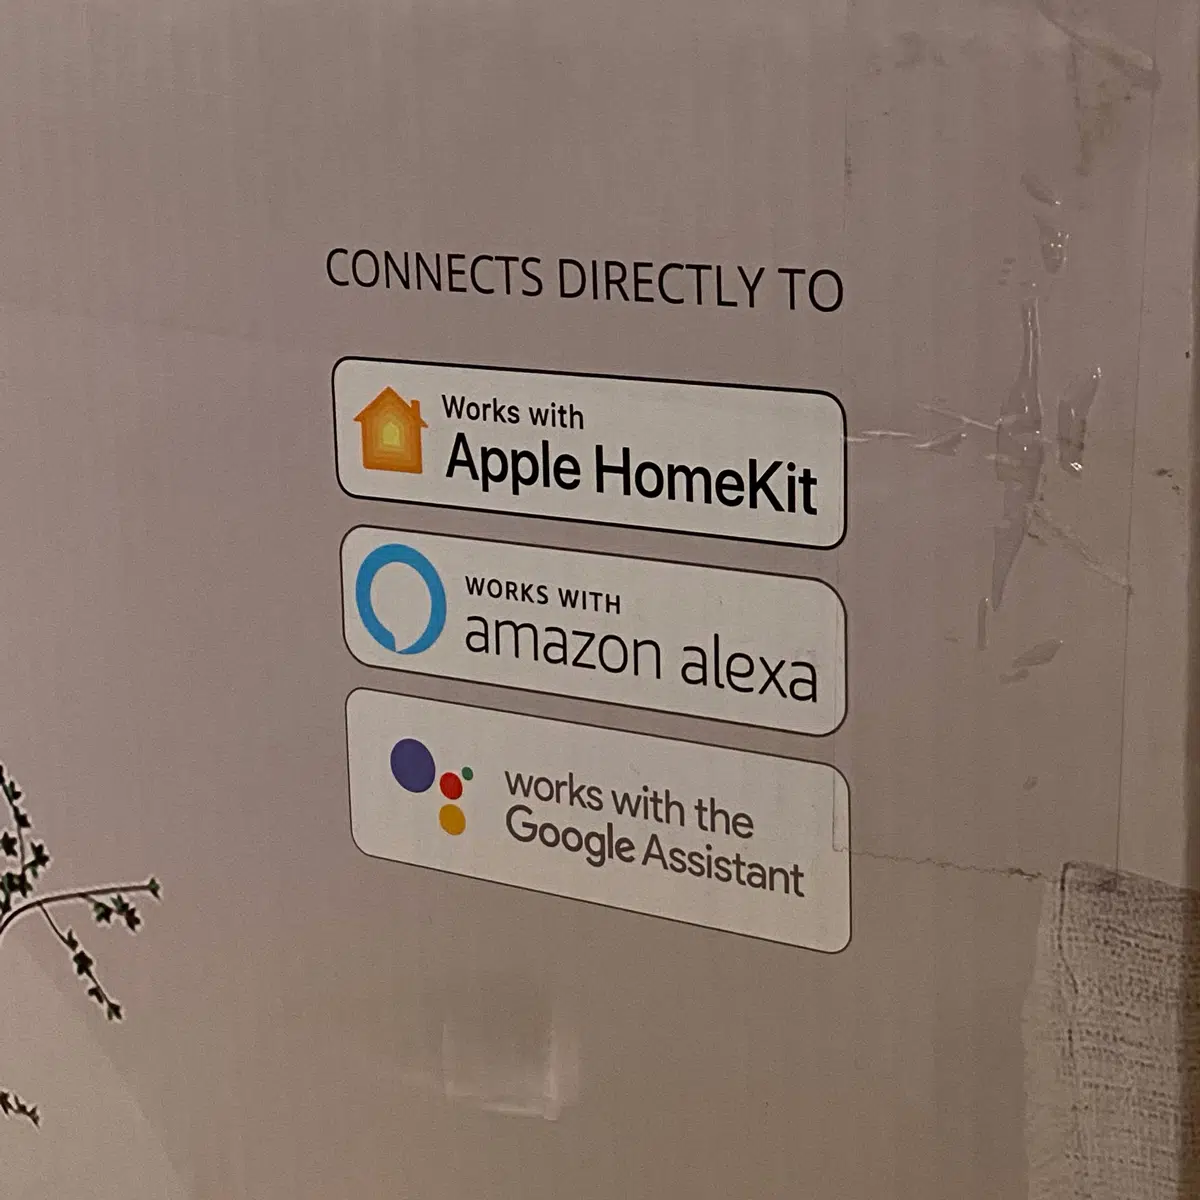 CONNECTS DIRECTLY TO
Works with
Apple HomeKit
WORKS WITH
amazon alexa
works with the
Google Assistant